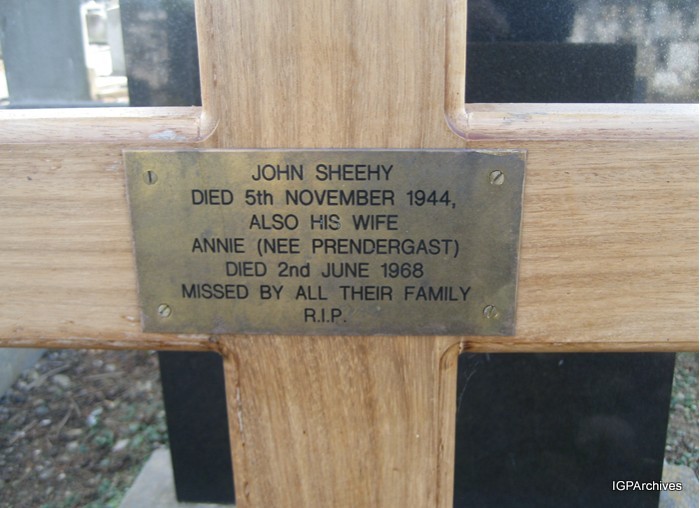 JOHN SHEEHY
DIED 5th NOVEMBER 1944,
ALSO HIS WIFE
ANNIE (NEE PRENDERGAST)
DIED 2nd JUNE 1968
MISSED BY ALL THEIR FAMILY
R.I.P.
IGPArchives